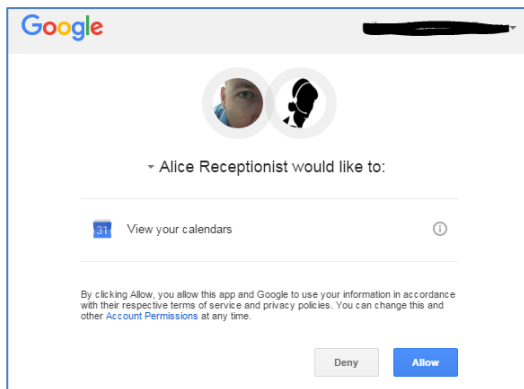 Google
Alice Receptionist would like to:
31 View your calendars
By clicking Allow, you allow this app and Google to use your information in accordance
with their respective terms of service and privacy policies. You can change this and
other Account Permissions at any time.
Deny Allow